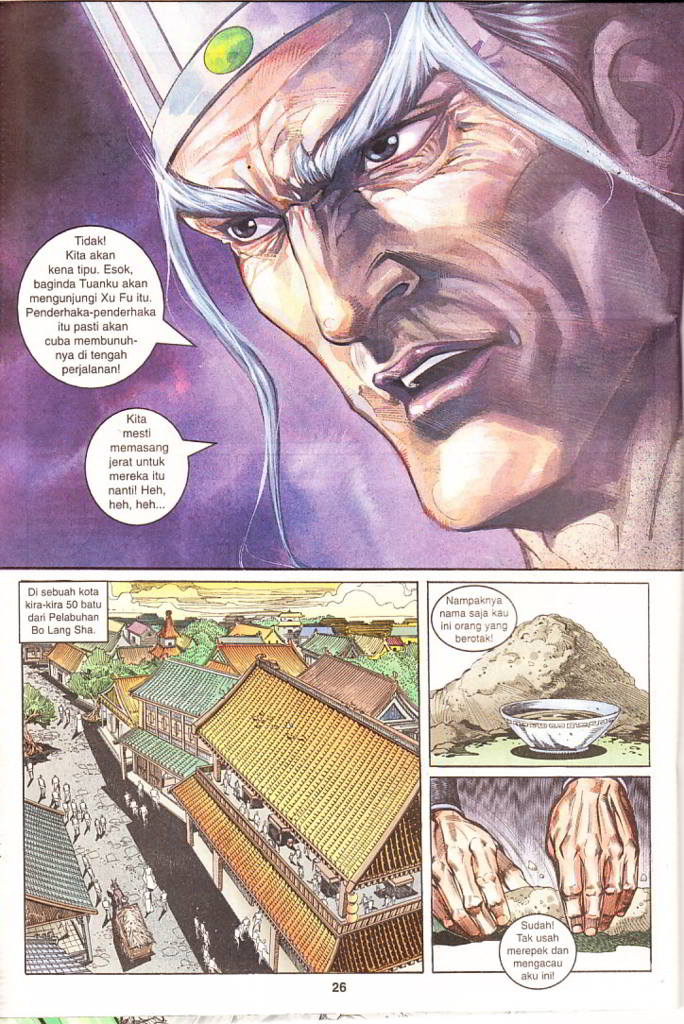 Tidak!
Kita akan
kena tipu. Esok,
baginda Tuanku akan
mengunjungi Xu Fu itu.
Penderhaka-penderhaka
itu pasti akan
cuba membunuh-
nya di tengah
perjalanan!
Kita
mesti
memasang
jerat untuk
mereka itu
nanti! Heh,
heh, heh...
Di sebuah kota
kira-kira 50 batu
dari Pelabuhan
Bo Lang Sha.
Nampaknya
nama saja kau
ini orang yang
berotak!
Sudah!
Tak usah
merepek dan
mengacau
aku ini!
26